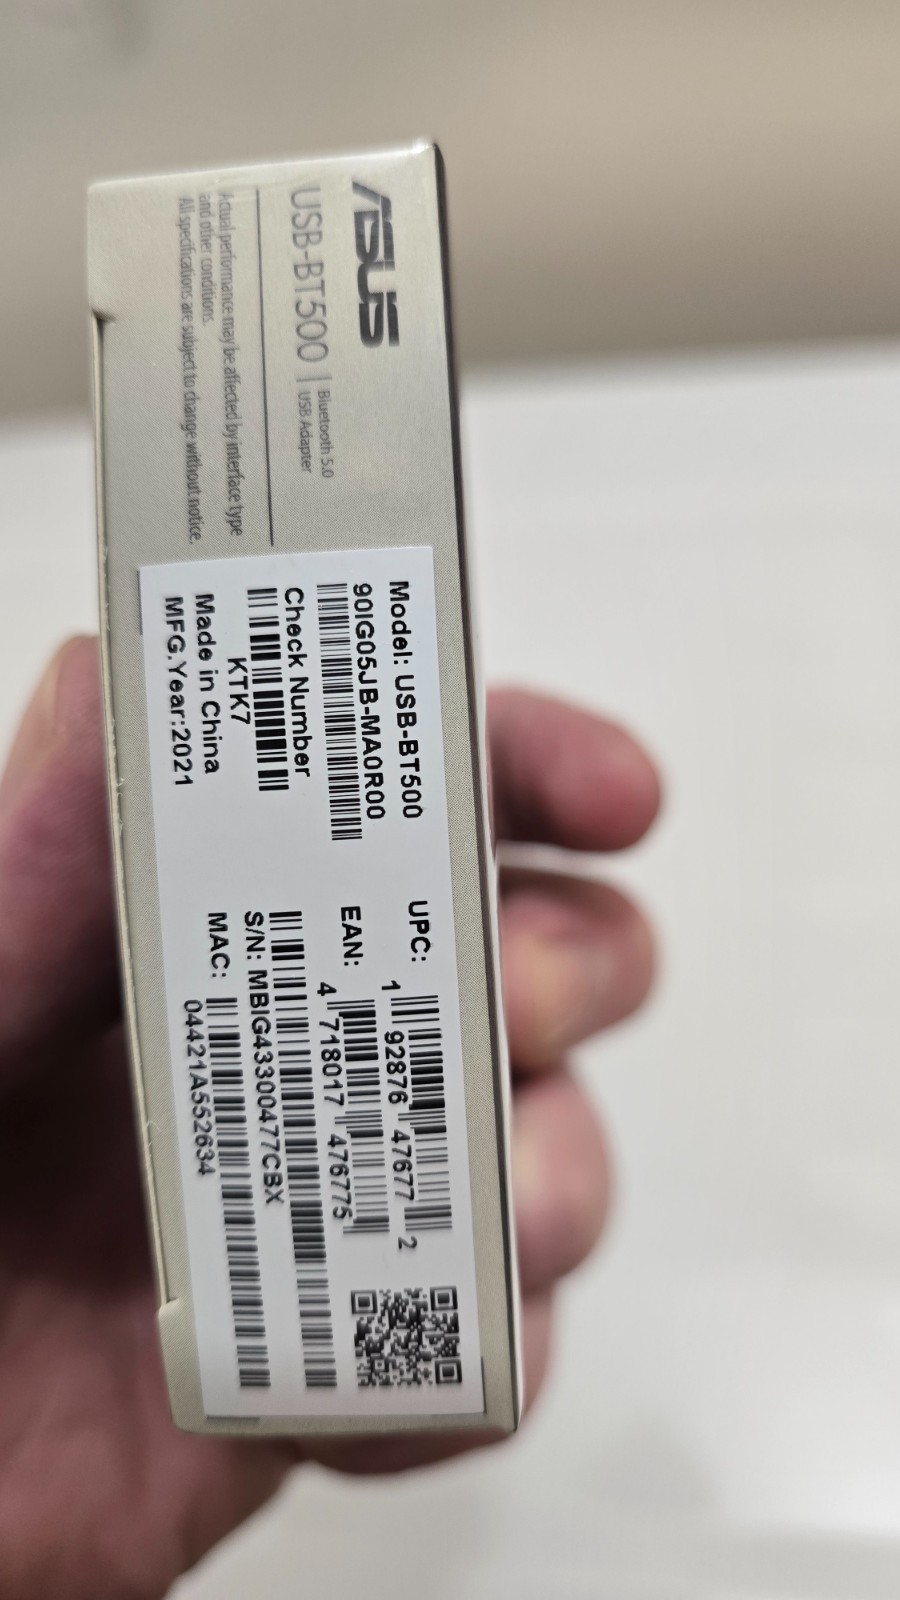 ASUS
USB-BT500 | Bluetooth 5.0
USB Adapter
Actual performance may be affected by interface type
and other conditions.
All specifications are subject to change without notice.
Model: USB-BT500
90IG05JB-MA0R00
Check Number
KTK7
Made in China
MFG.Year:2021
UPC:
1 92876 47677 2
EAN:
4 718017 476775
S/N: MBIG43300477CBX
MAC:
04421A552634